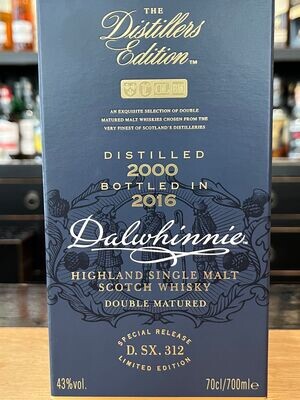 THE
Distillers
Edition™
AN EXQUISITE SELECTION OF DOUBLE
MATURED MALT WHISKIES CHOSEN FROM THE
VERY FINEST OF SCOTLAND'S DISTILLERIES
DISTILLED
2000
BOTTLED IN
2016
Dalwhinnie™
HIGHLAND SINGLE MALT
SCOTCH WHISKY
DOUBLE MATURED
SPECIAL RELEASE
D. SX. 312
LIMITED EDITION
43%vol.
70cl/700ml℮